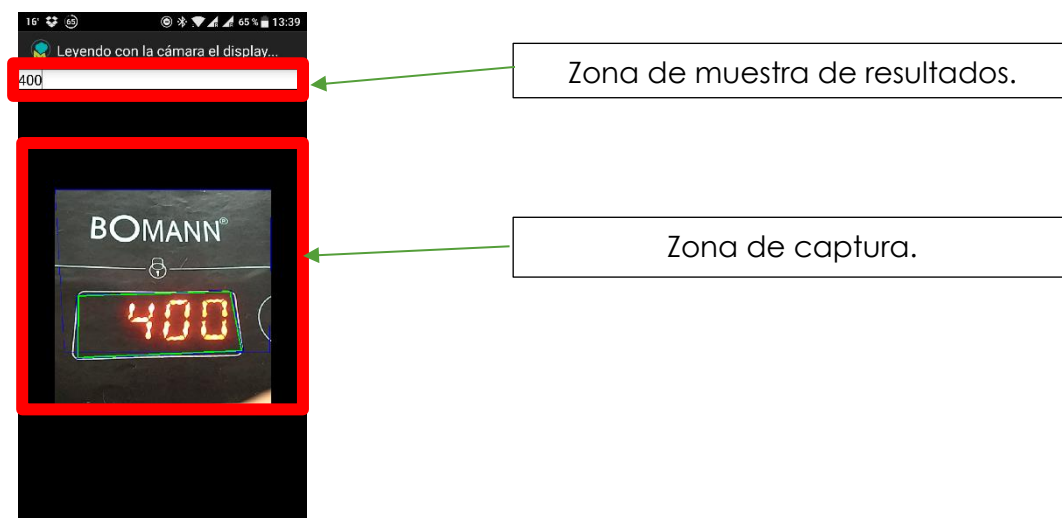 16' 65 65 % 13:39
Leyendo con la cámara el display...
400
Zona de muestra de resultados.
BOMANN®
Zona de captura.
400